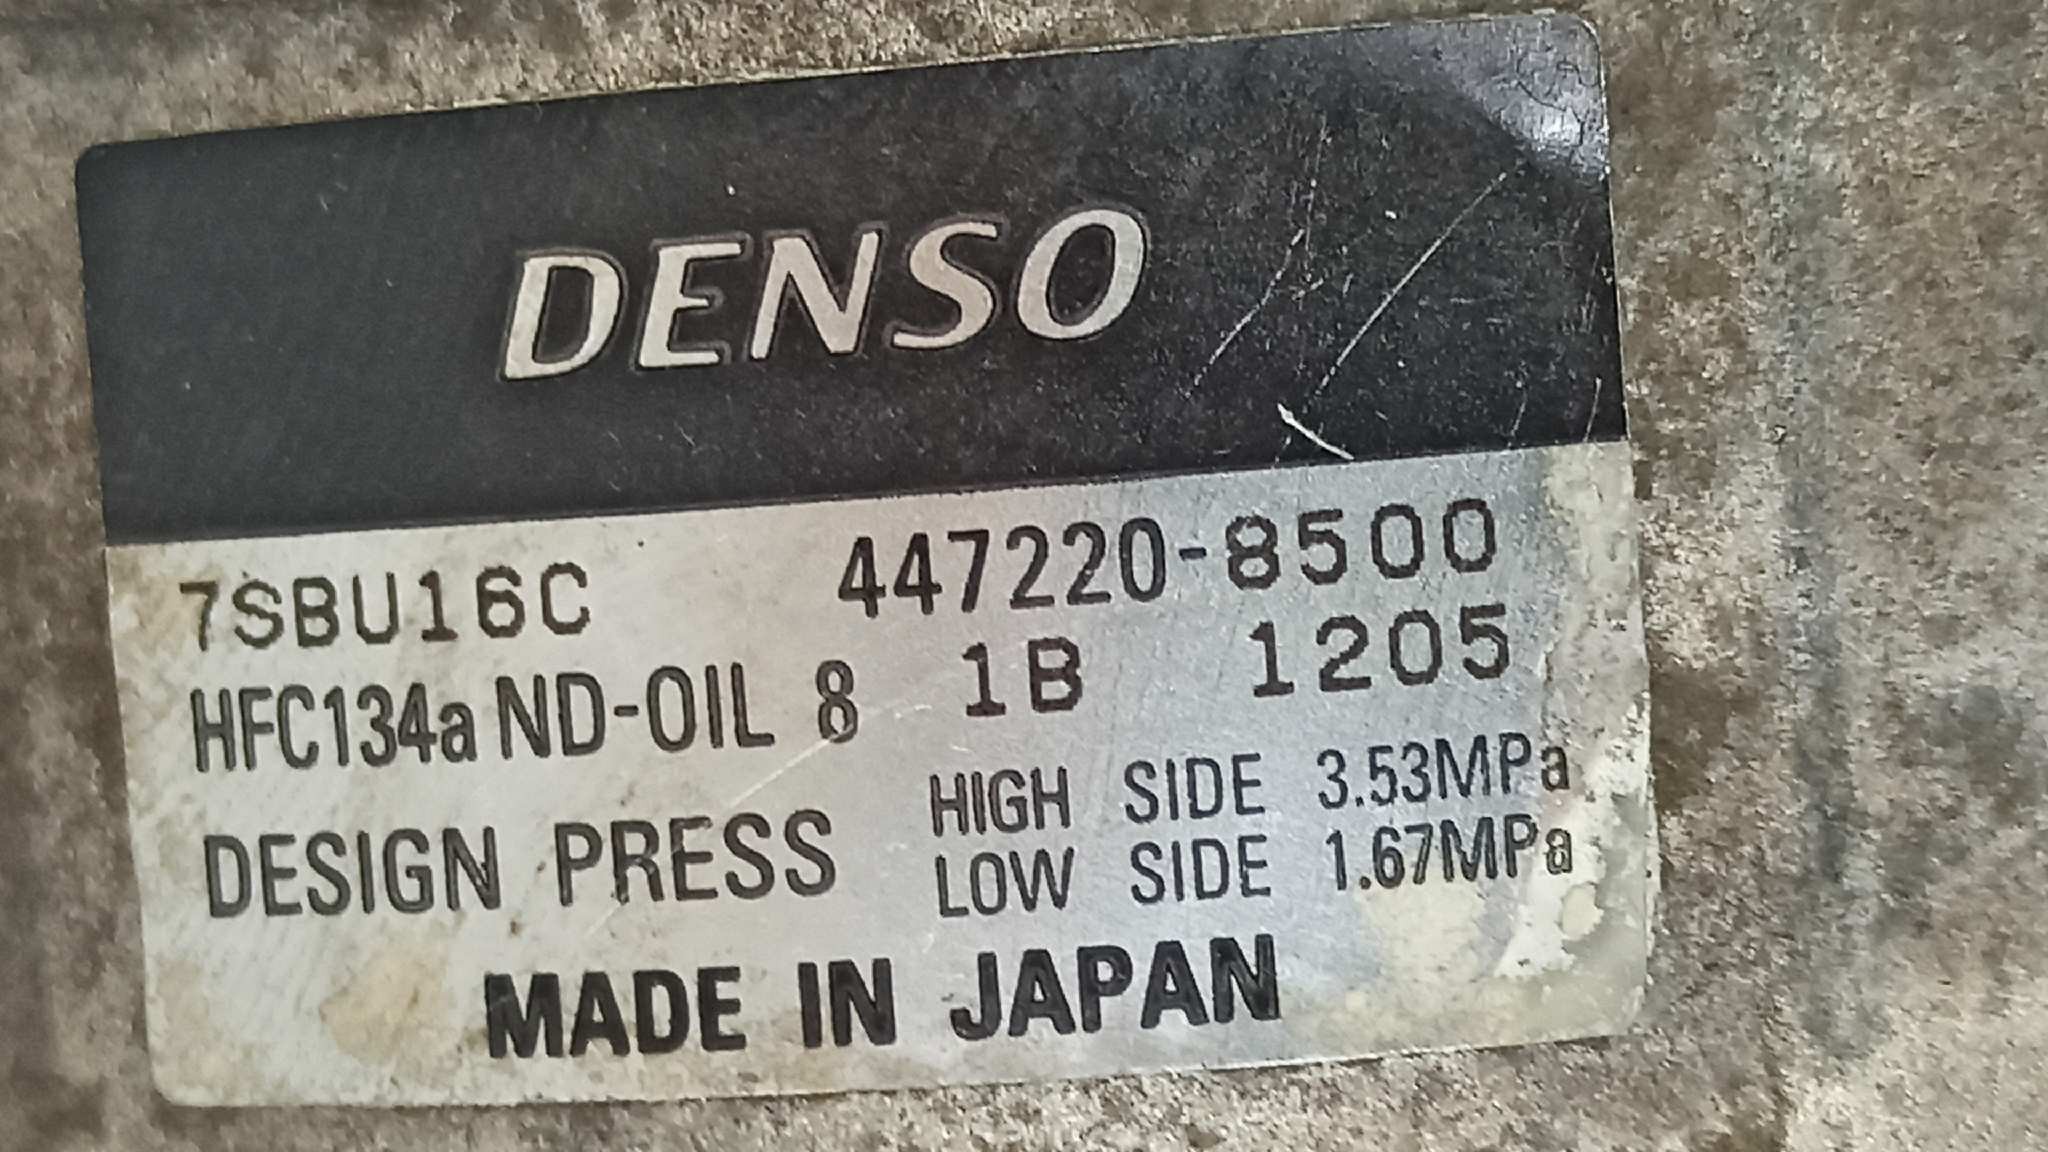 DENSO
7SBU16C 447220-8500
HFC134a ND-OIL 8 1B 1205
DESIGN PRESS HIGH SIDE 3.53MPa
LOW SIDE 1.67MPa
MADE IN JAPAN